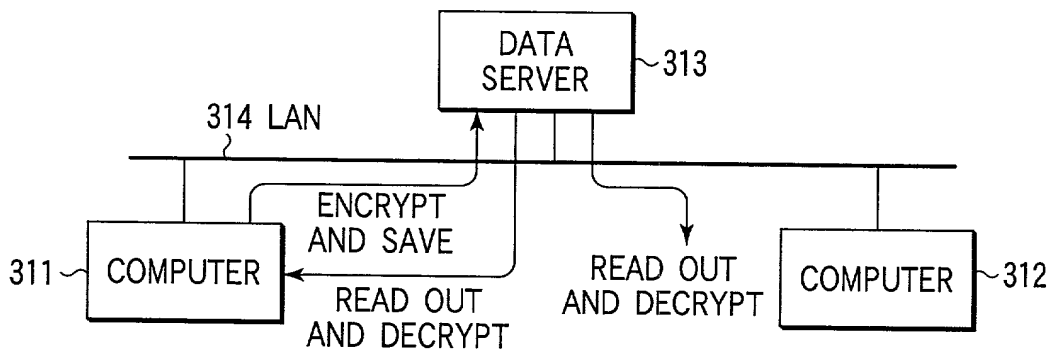 DATA
SERVER
313
314 LAN
ENCRYPT
AND SAVE
311
COMPUTER
READ OUT
AND DECRYPT
READ OUT
AND DECRYPT
COMPUTER
312